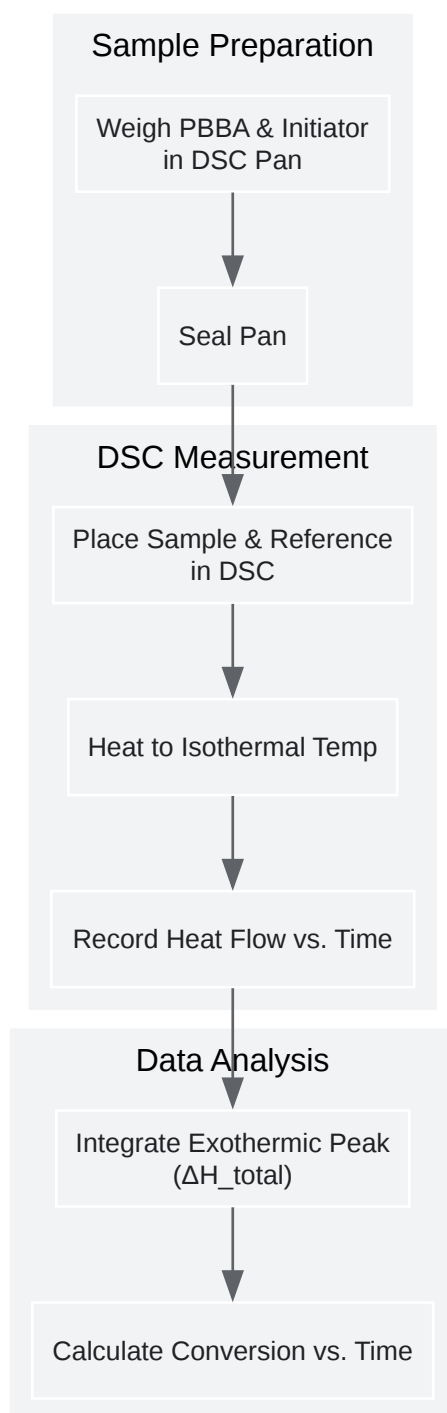 Sample Preparation
Weigh PBBA & Initiator
in DSC Pan
Seal Pan
DSC Measurement
Place Sample & Reference
in DSC
Heat to Isothermal Temp
Record Heat Flow vs. Time
Data Analysis
Integrate Exothermic Peak
(ΔH_total)
Calculate Conversion vs. Time